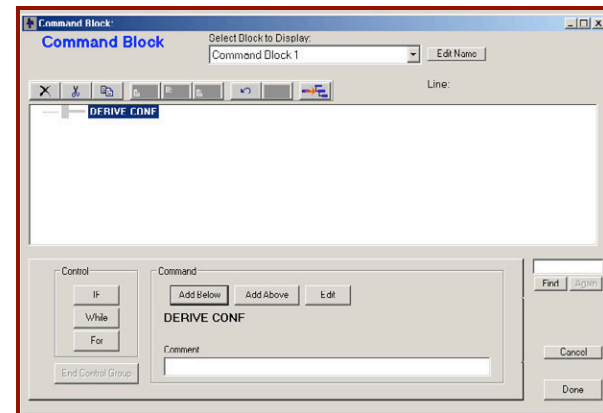 Command Block:
Command Block
Select Block to Display:
Command Block 1
Edit Name
Line:
DERIVE CONF
Control
Command
IF
Add Below
Add Above
Edit
While
DERIVE CONF
For
Comment
End Control Group
Find
Again
Cancel
Done